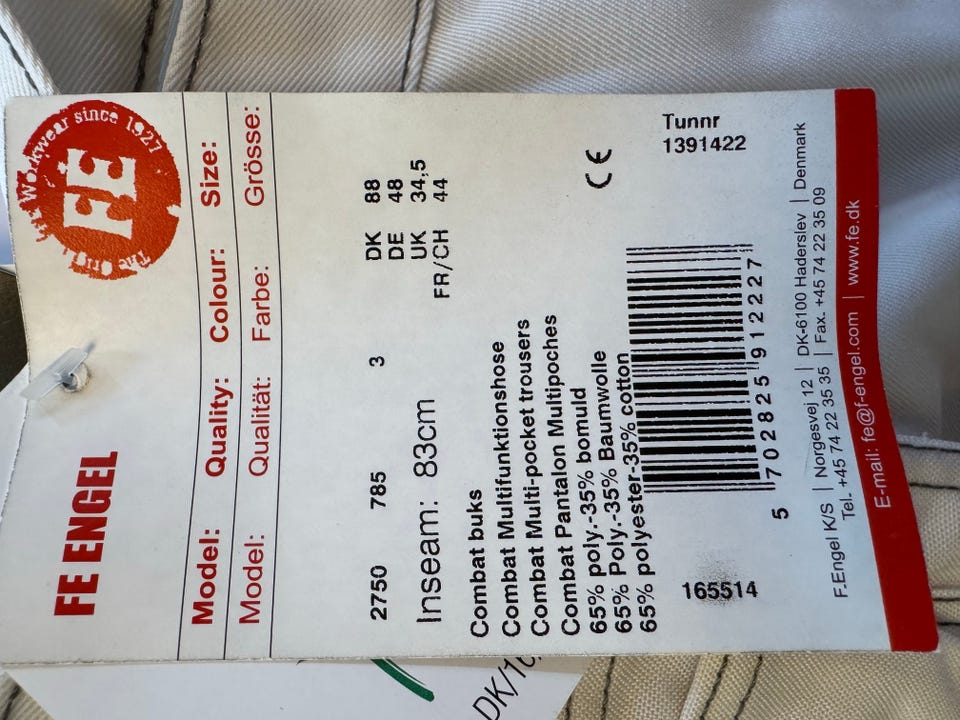 FE ENGEL
The Original Workwear since 1927
FE
Model: Quality: Colour: Size:
Model: Qualität: Farbe: Grösse:
2750 785 3 DK 88
DE 48
UK 34,5
FR/CH 44
Inseam: 83cm
Combat buks
Combat Multifunktionshose
Combat Multi-pocket trousers
Combat Pantalon Multipoches
65% poly.-35% bomuld
65% Poly.-35% Baumwolle
65% polyester-35% cotton
CE
165514
5 702825 912227
Tunnr
1391422
F.Engel K/S | Norgesvej 12 | DK-6100 Haderslev | Denmark
Tel. +45 74 22 35 35 | Fax. +45 74 22 35 09
E-mail: fe@f-engel.com | www.fe.dk